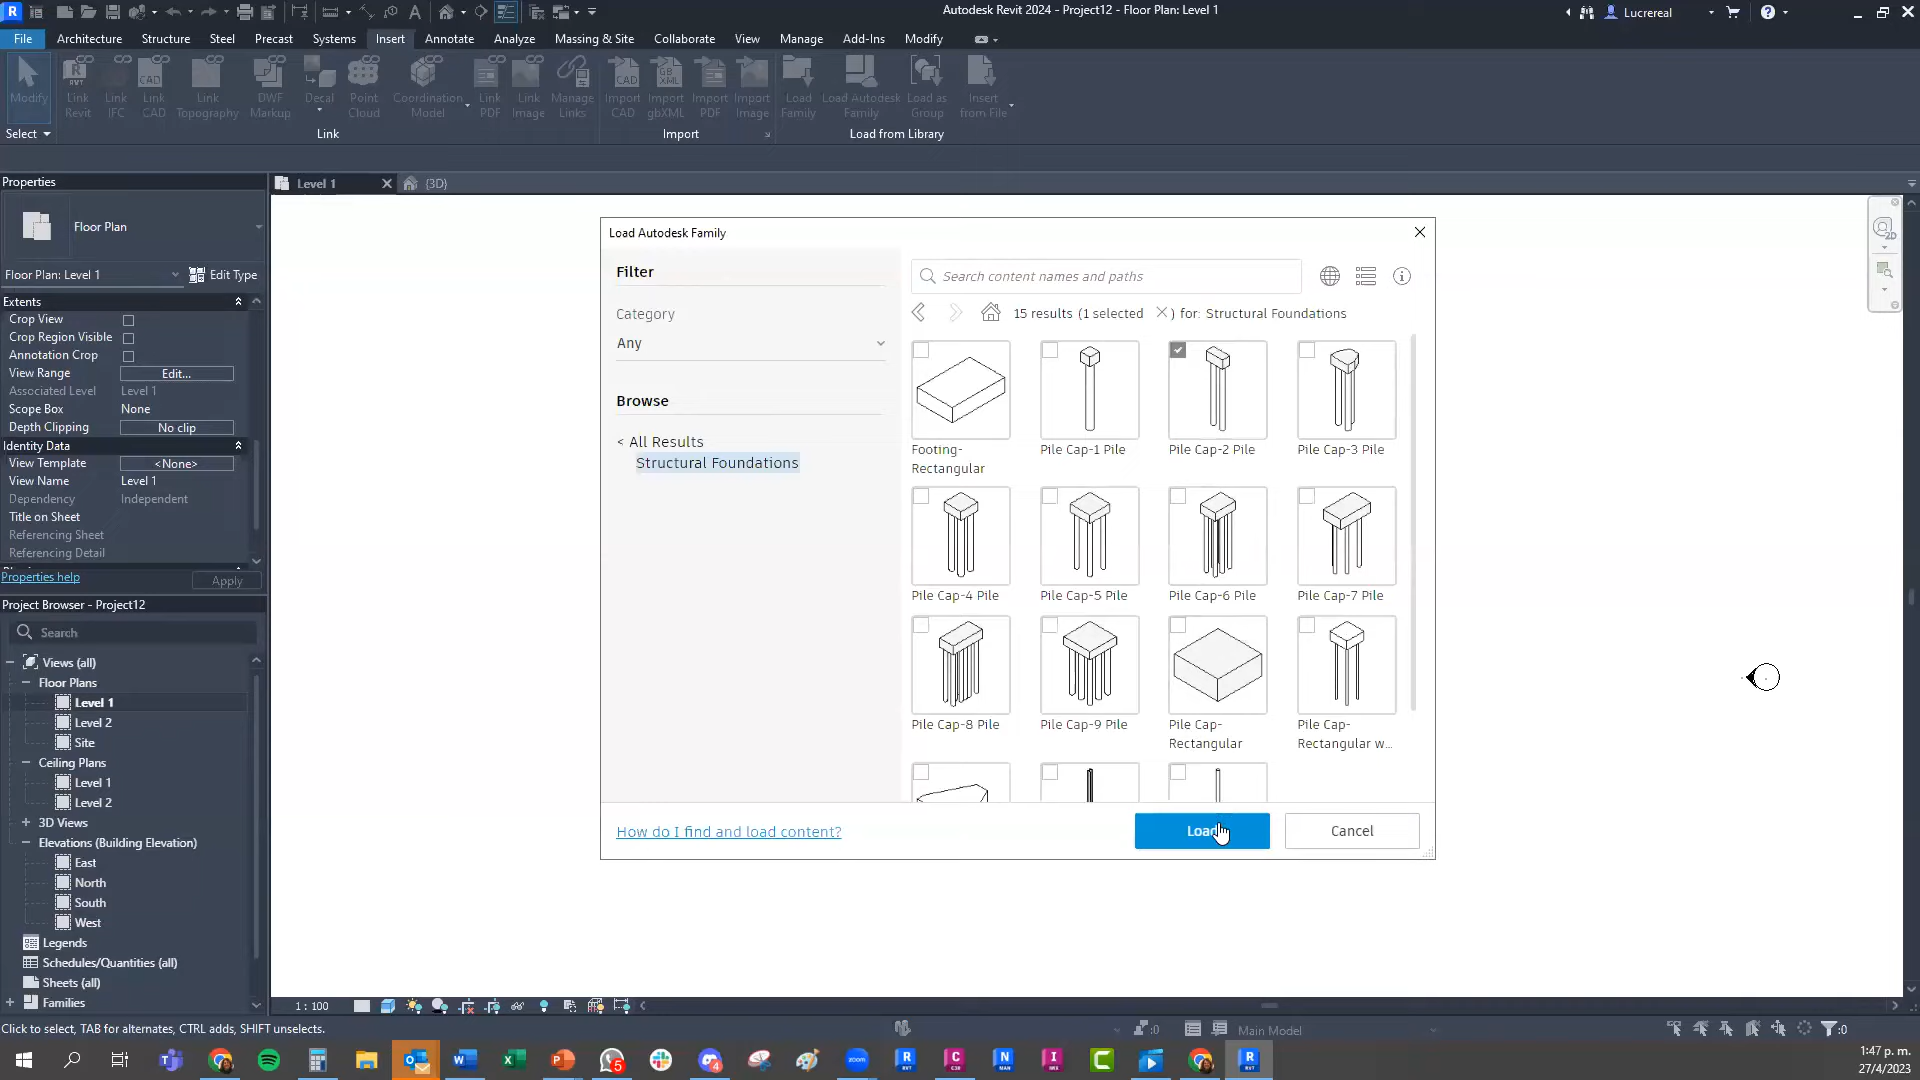 Autodesk Revit 2024 - Project12 - Floor Plan: Level 1
Lucrereal
File Architecture Structure Steel Precast Systems Insert Annotate Analyze Massing & Site Collaborate View Manage Add-Ins Modify
Modify
Link Revit
Link IFC
Link CAD
Link Topography
DWF Markup
Decal
Point Cloud
Coordination Model
Link PDF
Link Image
Manage Links
Import CAD
Import gbXML
Import PDF
Import Image
Load Family
Load Autodesk Family
Load as Group
Insert from File
Select
Link
Import
Load from Library
Properties
Level 1
{3D}
Floor Plan
Floor Plan: Level 1
Edit Type
Extents
Crop View
Crop Region Visible
Annotation Crop
View Range Edit...
Associated Level Level 1
Scope Box None
Depth Clipping No clip
Identity Data
View Template <None>
View Name Level 1
Dependency Independent
Title on Sheet
Referencing Sheet
Referencing Detail
Properties help
Apply
Project Browser - Project12
Search
Views (all)
Floor Plans
Level 1
Level 2
Site
Ceiling Plans
Level 1
Level 2
3D Views
Elevations (Building Elevation)
East
North
South
West
Legends
Schedules/Quantities (all)
Sheets (all)
Families
Load Autodesk Family
Filter
Category
Any
Browse
< All Results
Structural Foundations
Search content names and paths
15 results (1 selected ) for: Structural Foundations
Footing-
Rectangular
Pile Cap-1 Pile
Pile Cap-2 Pile
Pile Cap-3 Pile
Pile Cap-4 Pile
Pile Cap-5 Pile
Pile Cap-6 Pile
Pile Cap-7 Pile
Pile Cap-8 Pile
Pile Cap-9 Pile
Pile Cap-
Rectangular
Pile Cap-
Rectangular w...
How do I find and load content?
Load
Cancel
2D
1 : 100
Click to select, TAB for alternates, CTRL adds, SHIFT unselects.
:0
Main Model
:0
1:47 p. m.
27/4/2023